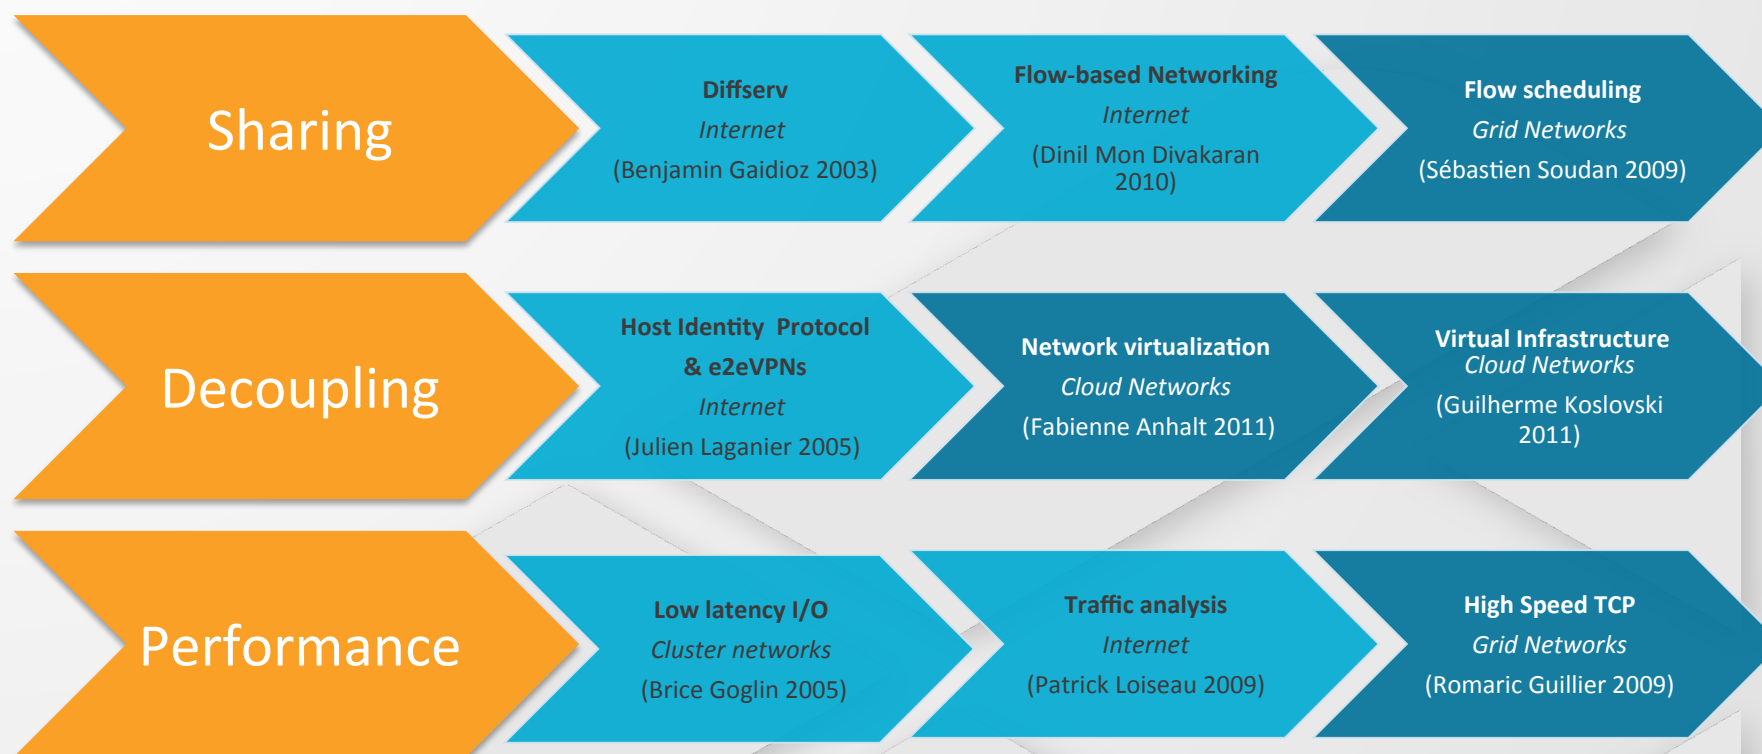 Sharing
Diffserv
Internet
(Benjamin Gaidioz 2003)
Flow-based Networking
Internet
(Dinil Mon Divakaran
2010)
Flow scheduling
Grid Networks
(Sébastien Soudan 2009)
Decoupling
Host Identity Protocol
& e2eVPNs
Internet
(Julien Laganier 2005)
Network virtualization
Cloud Networks
(Fabienne Anhalt 2011)
Virtual Infrastructure
Cloud Networks
(Guilherme Koslovski
2011)
Performance
Low latency I/O
Cluster networks
(Brice Goglin 2005)
Traffic analysis
Internet
(Patrick Loiseau 2009)
High Speed TCP
Grid Networks
(Romaric Guillier 2009)